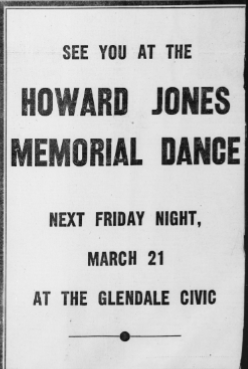 SEE YOU AT THE
HOWARD JONES
MEMORIAL DANCE
NEXT FRIDAY NIGHT,
MARCH 21
AT THE GLENDALE CIVIC